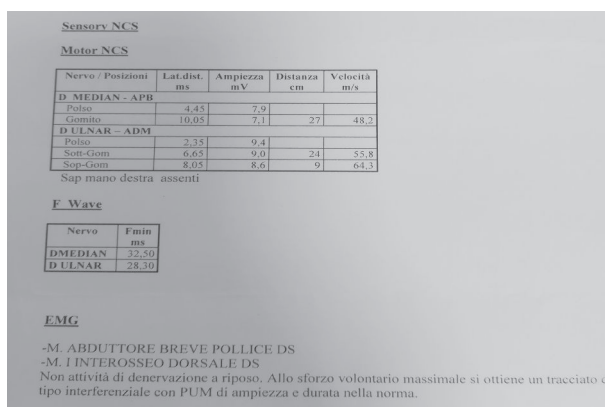 Sensory NCS
Motor NCS
Nervo / Posizioni Lat.dist. ms Ampiezza mV Distanza cm Velocità m/s
D MEDIAN - APB
Polso 4,45 7,9
Gomito 10,05 7,1 27 48,2
D ULNAR – ADM
Polso 2,35 9,4
Sott-Gom 6,65 9,0 24 55,8
Sop-Gom 8,05 8,6 9 64,3
Sap mano destra assenti
F Wave
Nervo Fmin ms
DMEDIAN 32,50
D ULNAR 28,30
EMG
-M. ABDUTTORE BREVE POLLICE DS
-M. I INTEROSSEO DORSALE DS
Non attività di denervazione a riposo. Allo sforzo volontario massimale si ottiene un tracciato
tipo interferenziale con PUM di ampiezza e durata nella norma.